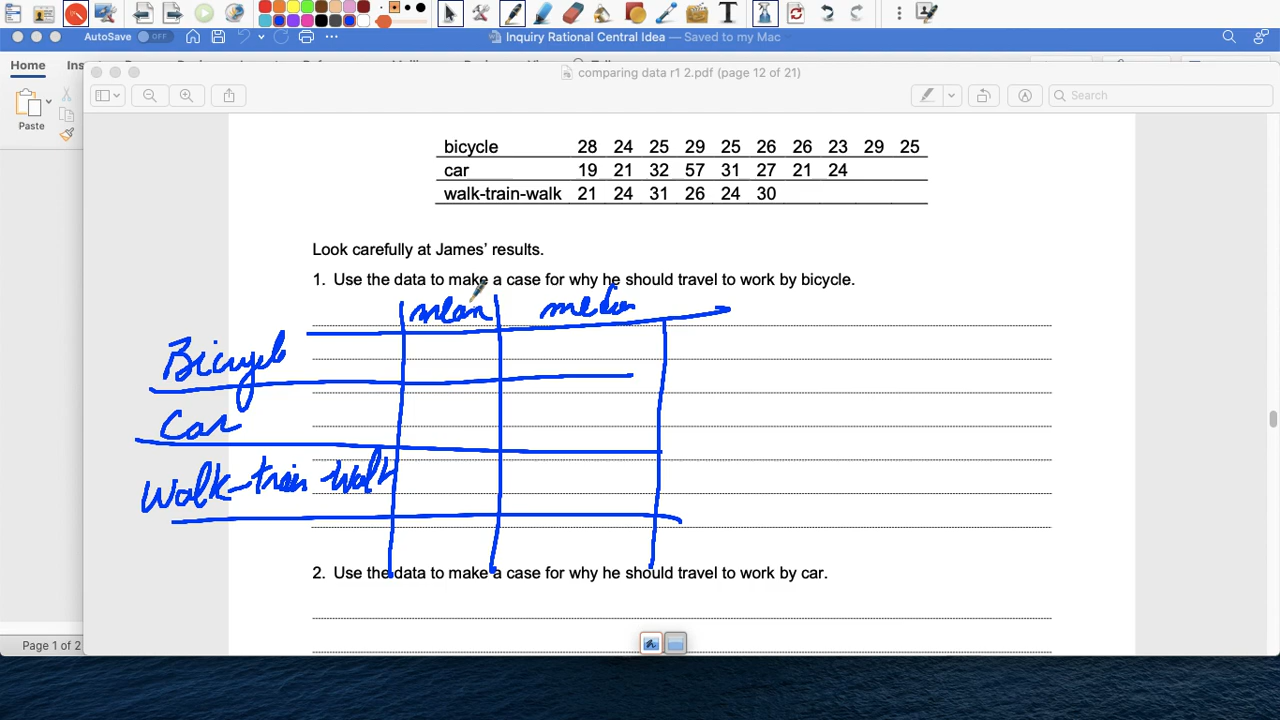 AutoSave OFF Inquiry Rational Central Idea — Saved to my Mac
Home
comparing data r1 2.pdf (page 12 of 21)
Paste
Search
bicycle 28 24 25 29 25 26 26 23 29 25
car 19 21 32 57 31 27 21 24
walk-train-walk 21 24 31 26 24 30
Look carefully at James' results.
1. Use the data to make a case for why he should travel to work by bicycle.
mean
Bicycle
Car
Walk-train-walk
2. Use the data to make a case for why he should travel to work by car.
Page 1 of 2